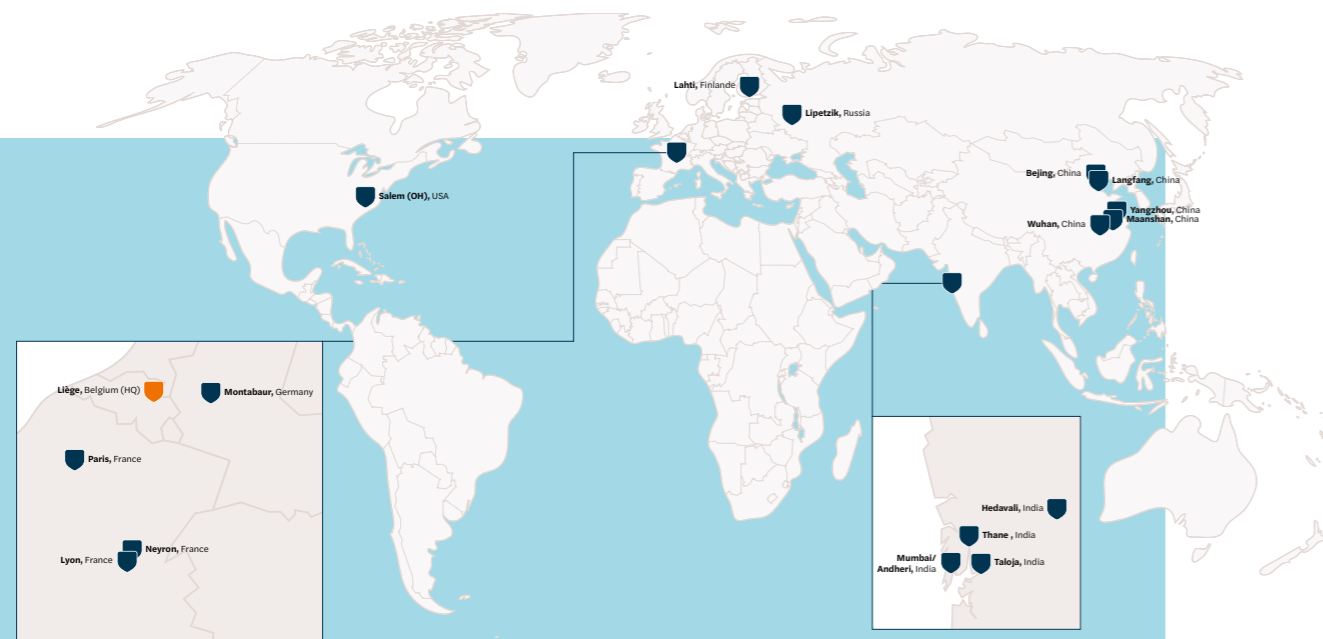 Lahti, Finlande
Lipetzik, Russia
Bejing, China
Langfang, China
Salem (OH), USA
Yangzhou, China
Maanshan, China
Wuhan, China
Liège, Belgium (HQ)
Montabaur, Germany
Paris, France
Neyron, France
Lyon, France
Hedavali, India
Thane , India
Mumbai/
Andheri, India
Taloja, India